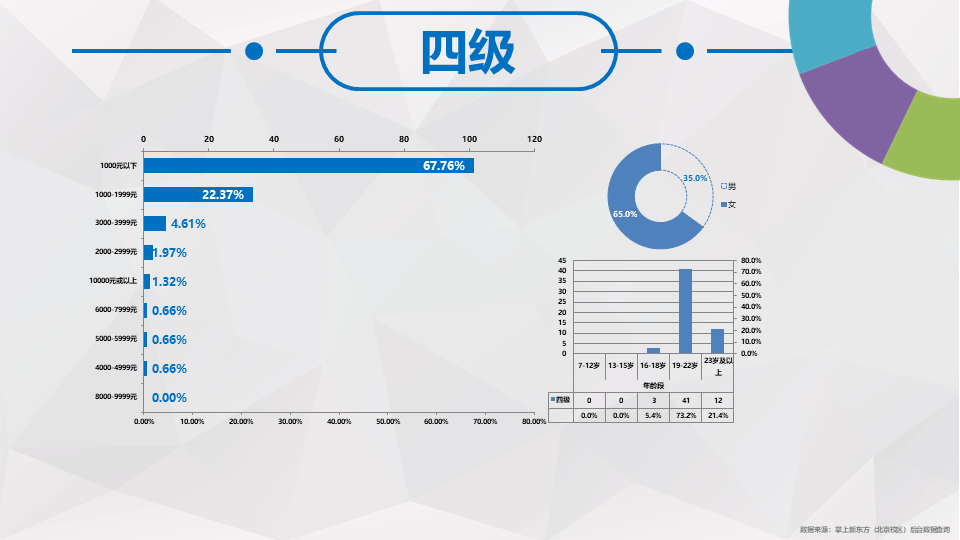 四级
0 20 40 60 80 100 120
1000元以下 67.76%
1000-1999元 22.37%
3000-3999元 4.61%
2000-2999元 1.97%
10000元或以上 1.32%
6000-7999元 0.66%
5000-5999元 0.66%
4000-4999元 0.66%
8000-9999元 0.00%
0.00% 10.00% 20.00% 30.00% 40.00% 50.00% 60.00% 70.00% 80.00%
35.0%
65.0%
男
女
45 80.0%
40 70.0%
35 60.0%
30 50.0%
25 40.0%
20 30.0%
15 20.0%
10 10.0%
5 0.0%
0
7-12岁 13-15岁 16-18岁 19-22岁 23岁及以
上
年龄段
四级 0 0 3 41 12
0.0% 0.0% 5.4% 73.2% 21.4%
数据来源：掌上新东方（北京校区）后台数据查询